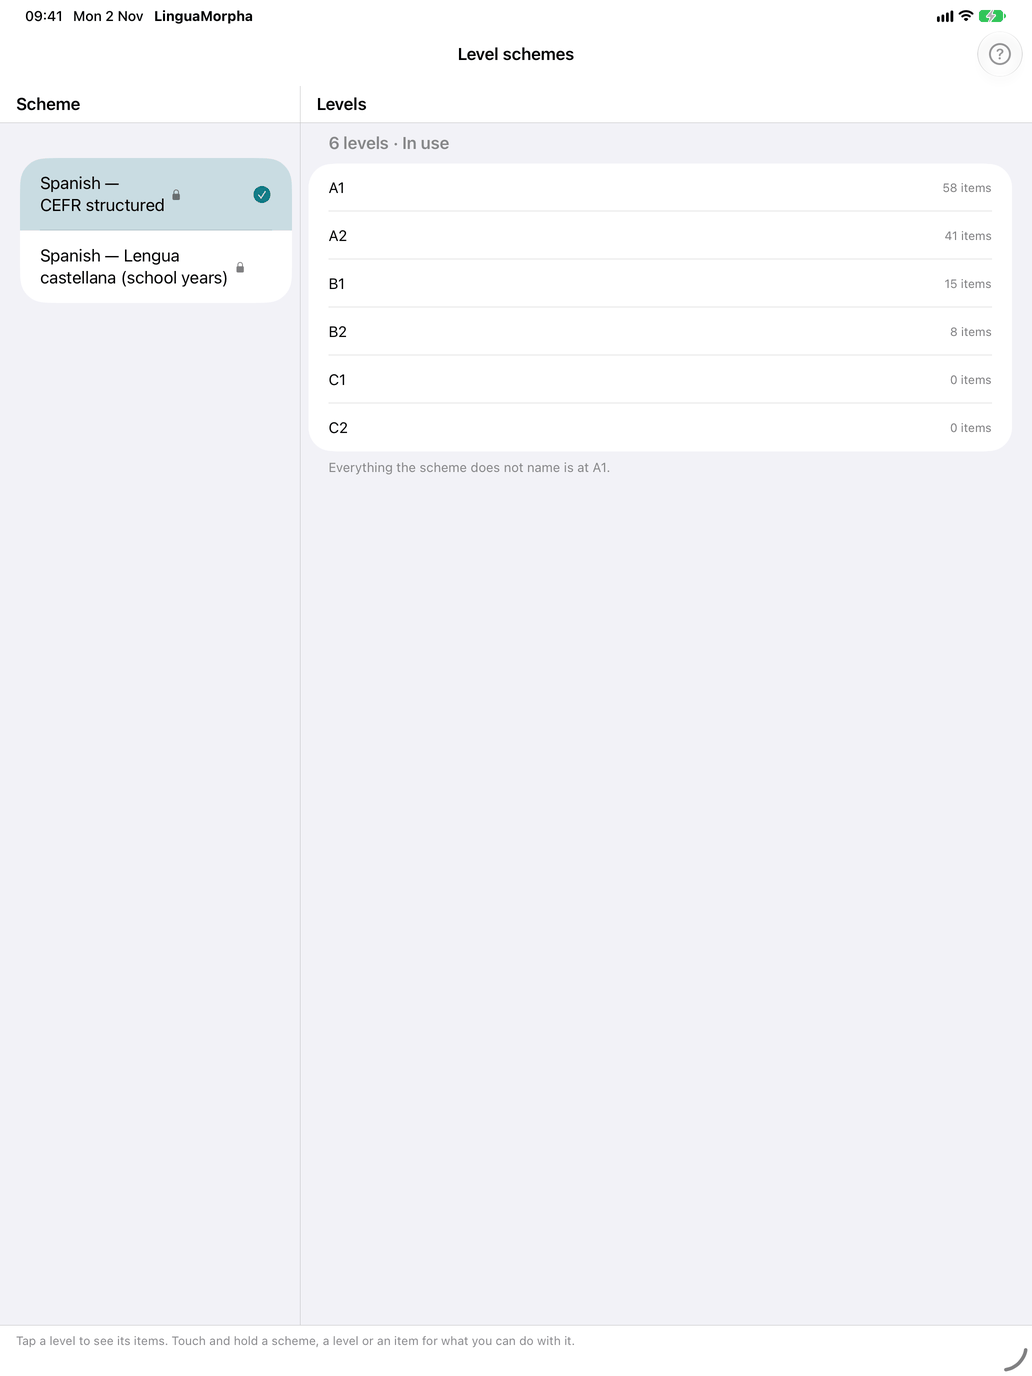 09:41 Mon 2 Nov LinguaMorpha
Level schemes
?
Scheme
Levels
6 levels · In use
Spanish —
CEFR structured
Spanish — Lengua
castellana (school years)
A1 58 items
A2 41 items
B1 15 items
B2 8 items
C1 0 items
C2 0 items
Everything the scheme does not name is at A1.
Tap a level to see its items. Touch and hold a scheme, a level or an item for what you can do with it.